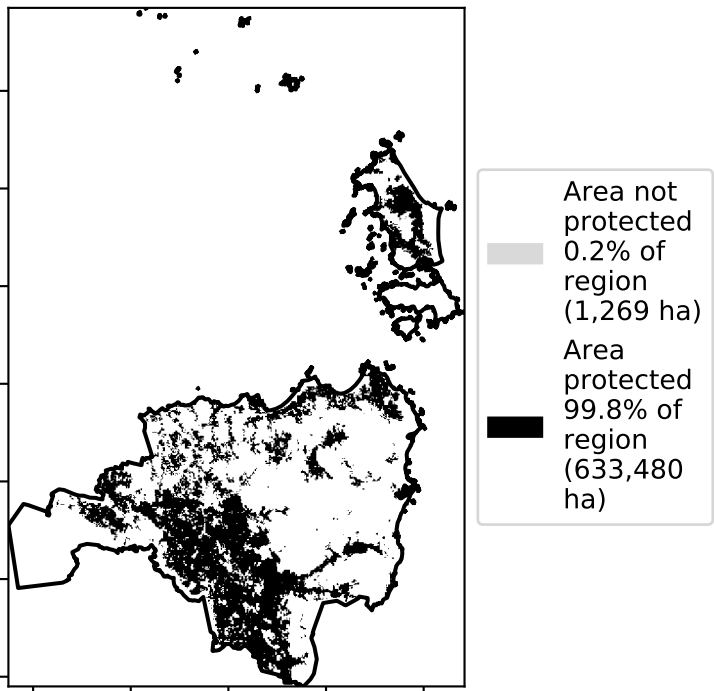 Area not
protected
0.2% of
region
(1,269 ha)
Area
protected
99.8% of
region
(633,480
ha)